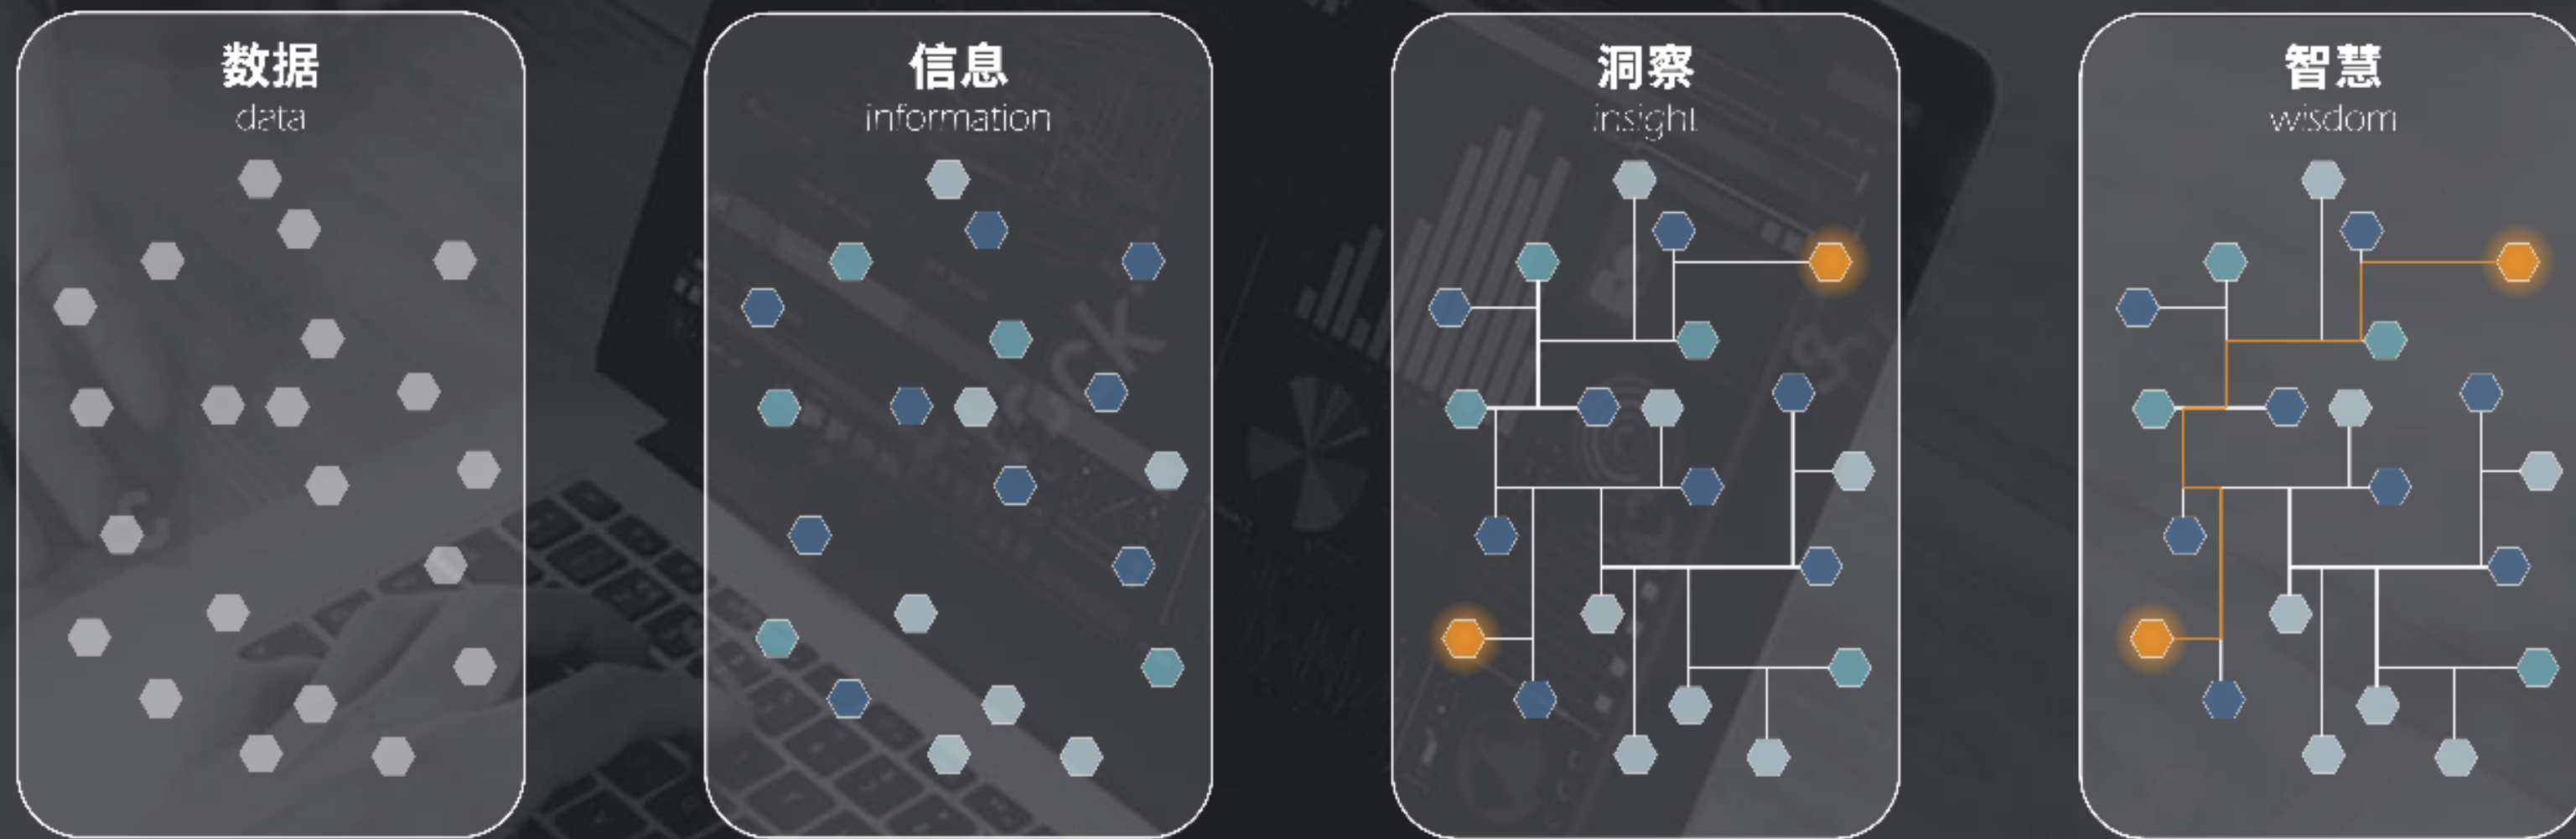 数据
data
信息
information
洞察
insight
智慧
wisdom